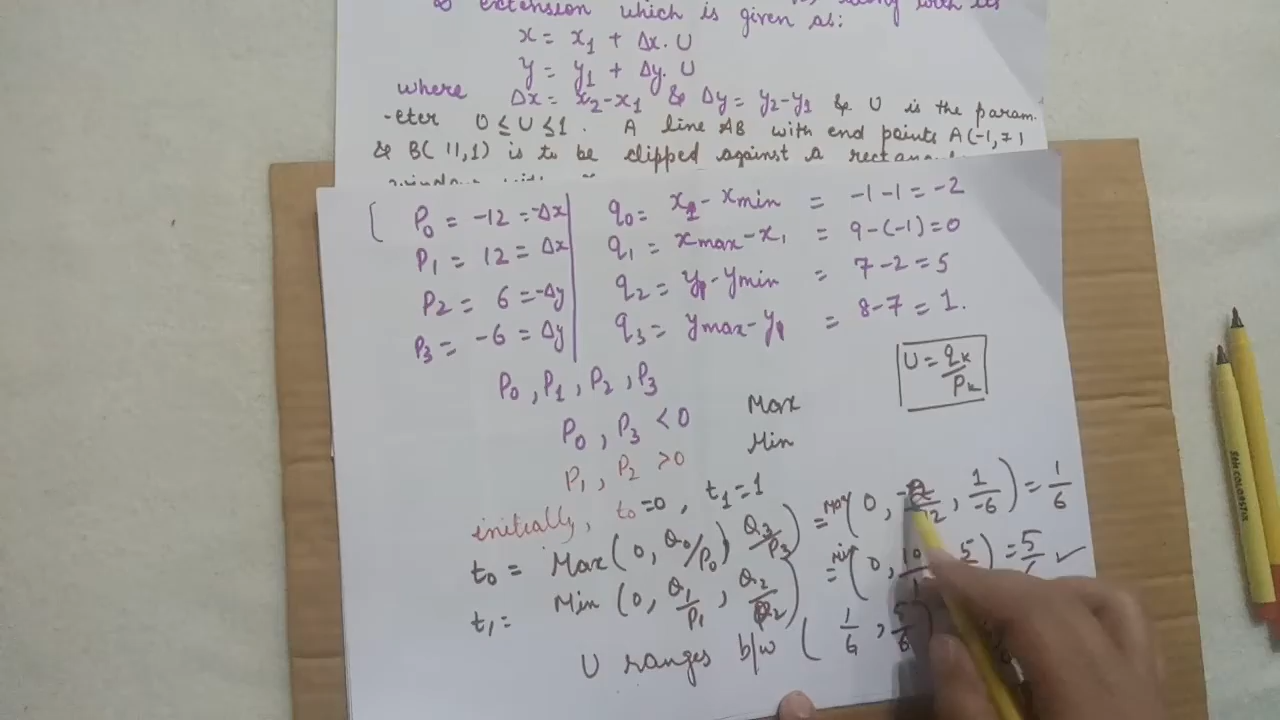 extension which is given as:
x = x1 + Δx. U
y = y1 + Δy. U
where Δx = x2-x1 & Δy = y2-y1 & U is the param-
-eter 0 ≤ U ≤ 1. A line AB with end points A(-1,7)
& B( 11,1) is to be clipped against a
P0 = -12 = -Δx q0 = x1 - xmin = -1-1 = -2
P1 = 12 = Δx q1 = xmax - x1 = 9-(-1)=0
P2 = 6 = -Δy q2 = y1 - ymin = 7-2 = 5
P3 = -6 = Δy q3 = ymax - y1 = 8-7 = 1.
U = qk/Pk
P0, P1, P2, P3
P0, P3 < 0 Max
P1, P2 > 0 Min
initially, t0=0, t1=1
t0 = Max (0, Q0/P0, Q3/P3) = Max (0, , 1/-6) = 1/6
t1 = Min (0, Q1/P1, Q2/P2) = Min (0, 10 , 5 ) = 5/6 ✓
U ranges b/w ( 1/6, 5/6 )